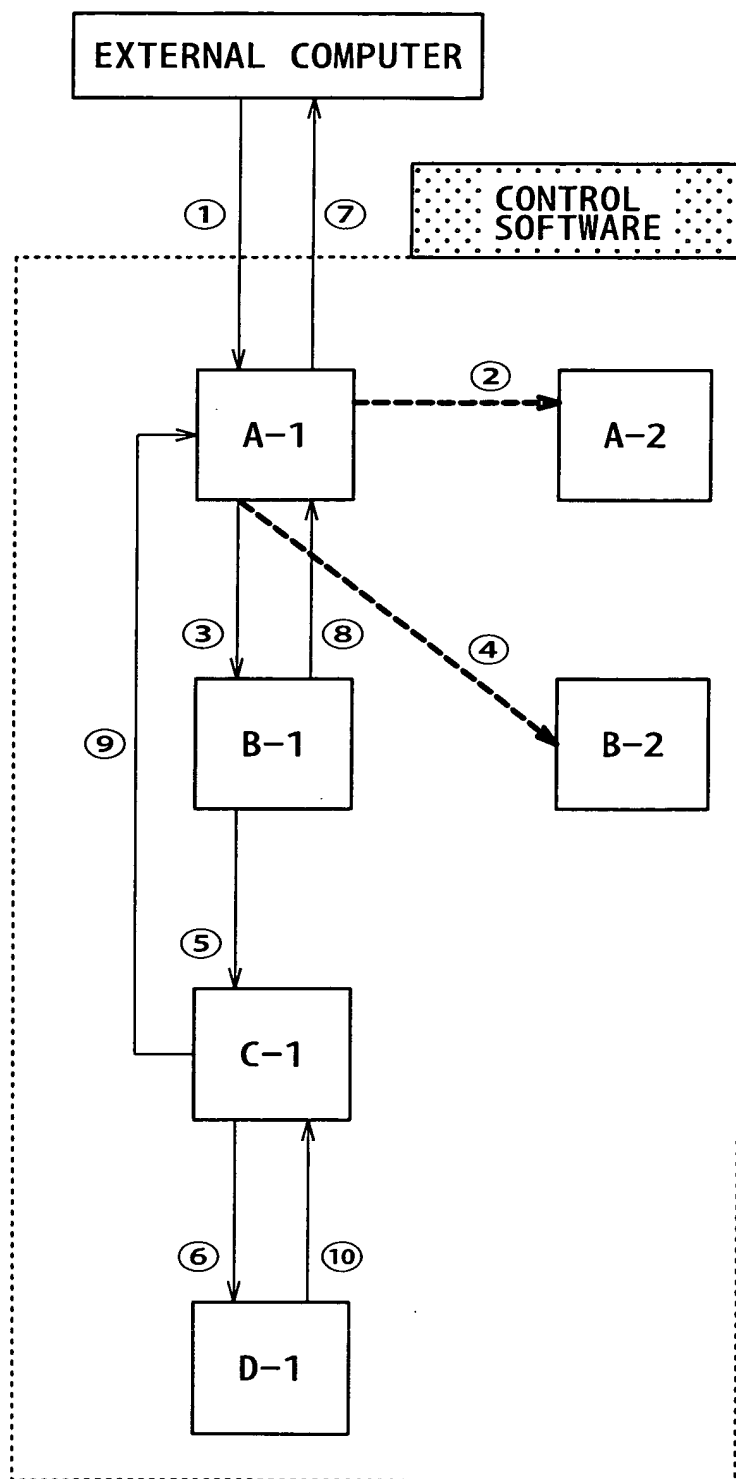 EXTERNAL COMPUTER
① ⑦
CONTROL
SOFTWARE
②
A-1
A-2
③ ⑧ ④
⑨
B-1
B-2
⑤
C-1
⑥ ⑩
D-1